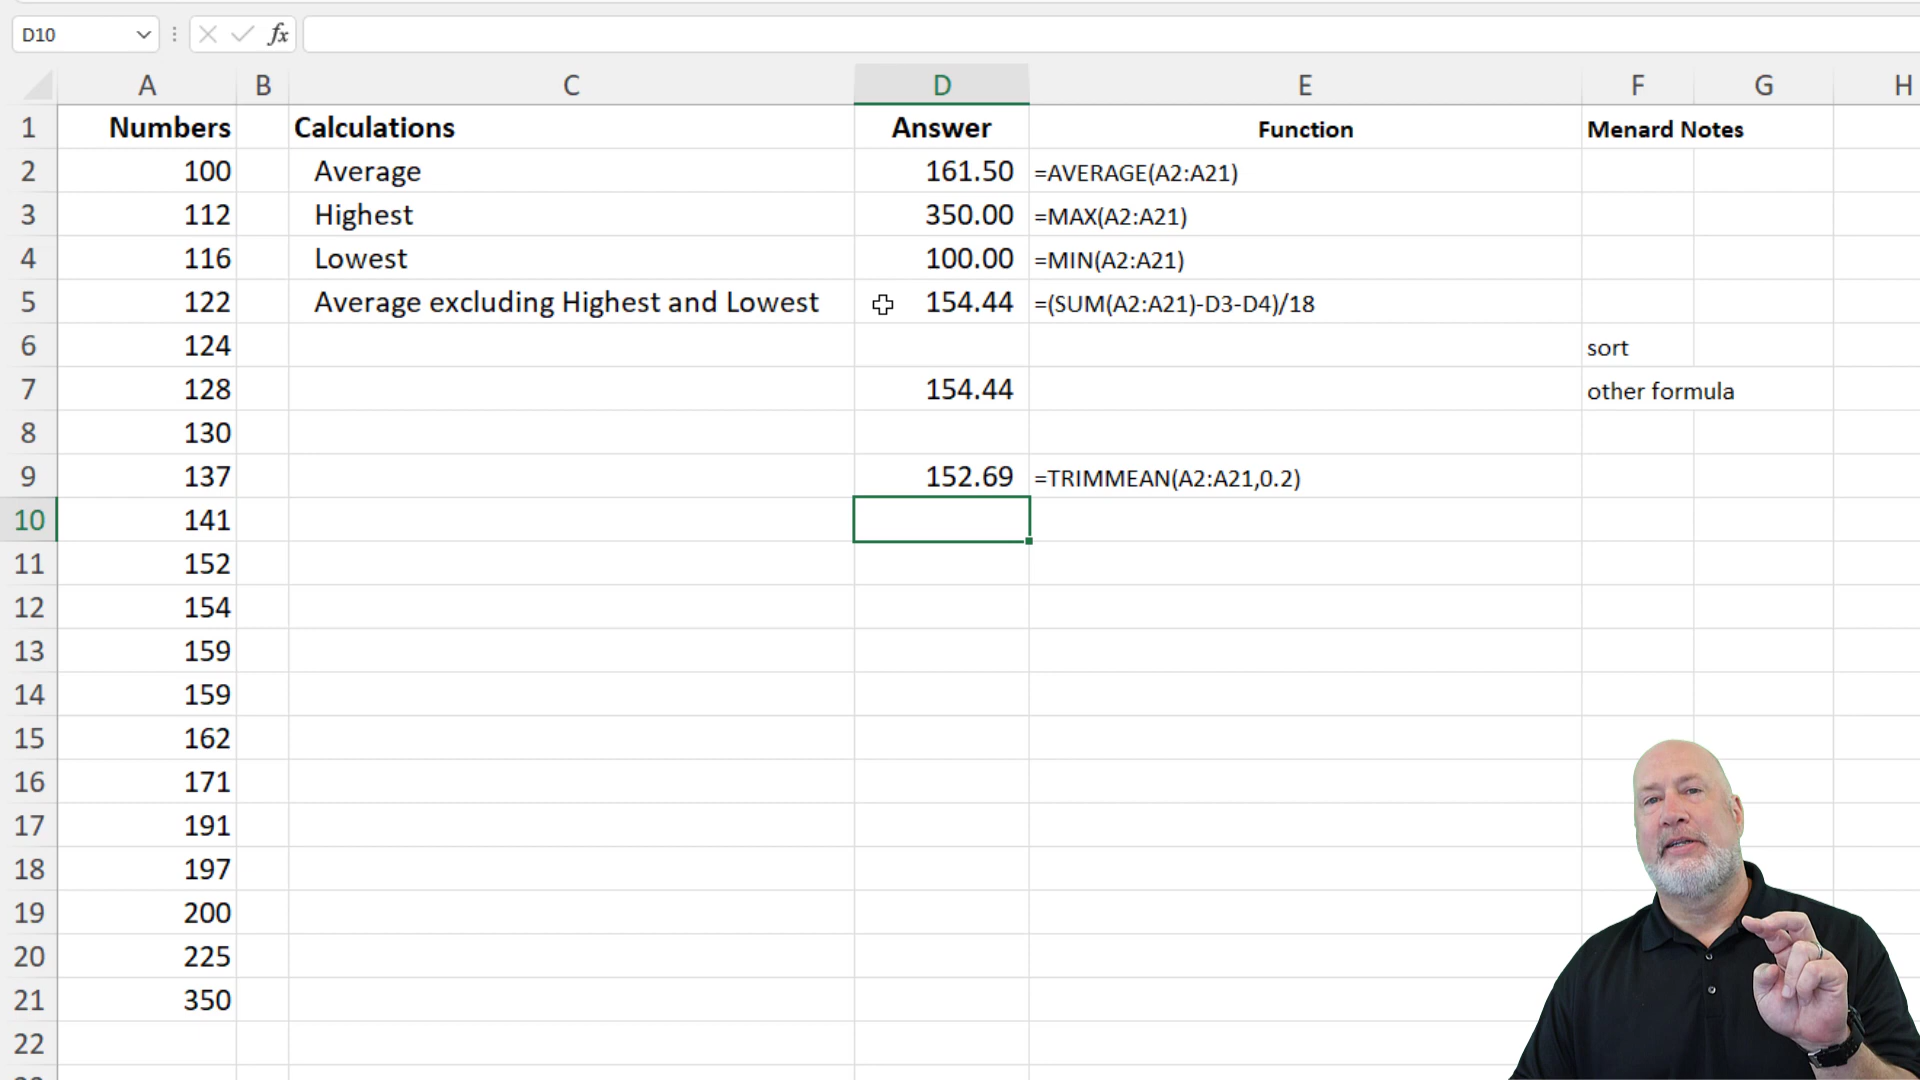 D10 fx
A B C D E F G H
1 Numbers Calculations Answer Function Menard Notes
2 100 Average 161.50 =AVERAGE(A2:A21)
3 112 Highest 350.00 =MAX(A2:A21)
4 116 Lowest 100.00 =MIN(A2:A21)
5 122 Average excluding Highest and Lowest 154.44 =(SUM(A2:A21)-D3-D4)/18
6 124 sort
7 128 154.44 other formula
8 130
9 137 152.69 =TRIMMEAN(A2:A21,0.2)
10 141
11 152
12 154
13 159
14 159
15 162
16 171
17 191
18 197
19 200
20 225
21 350
22